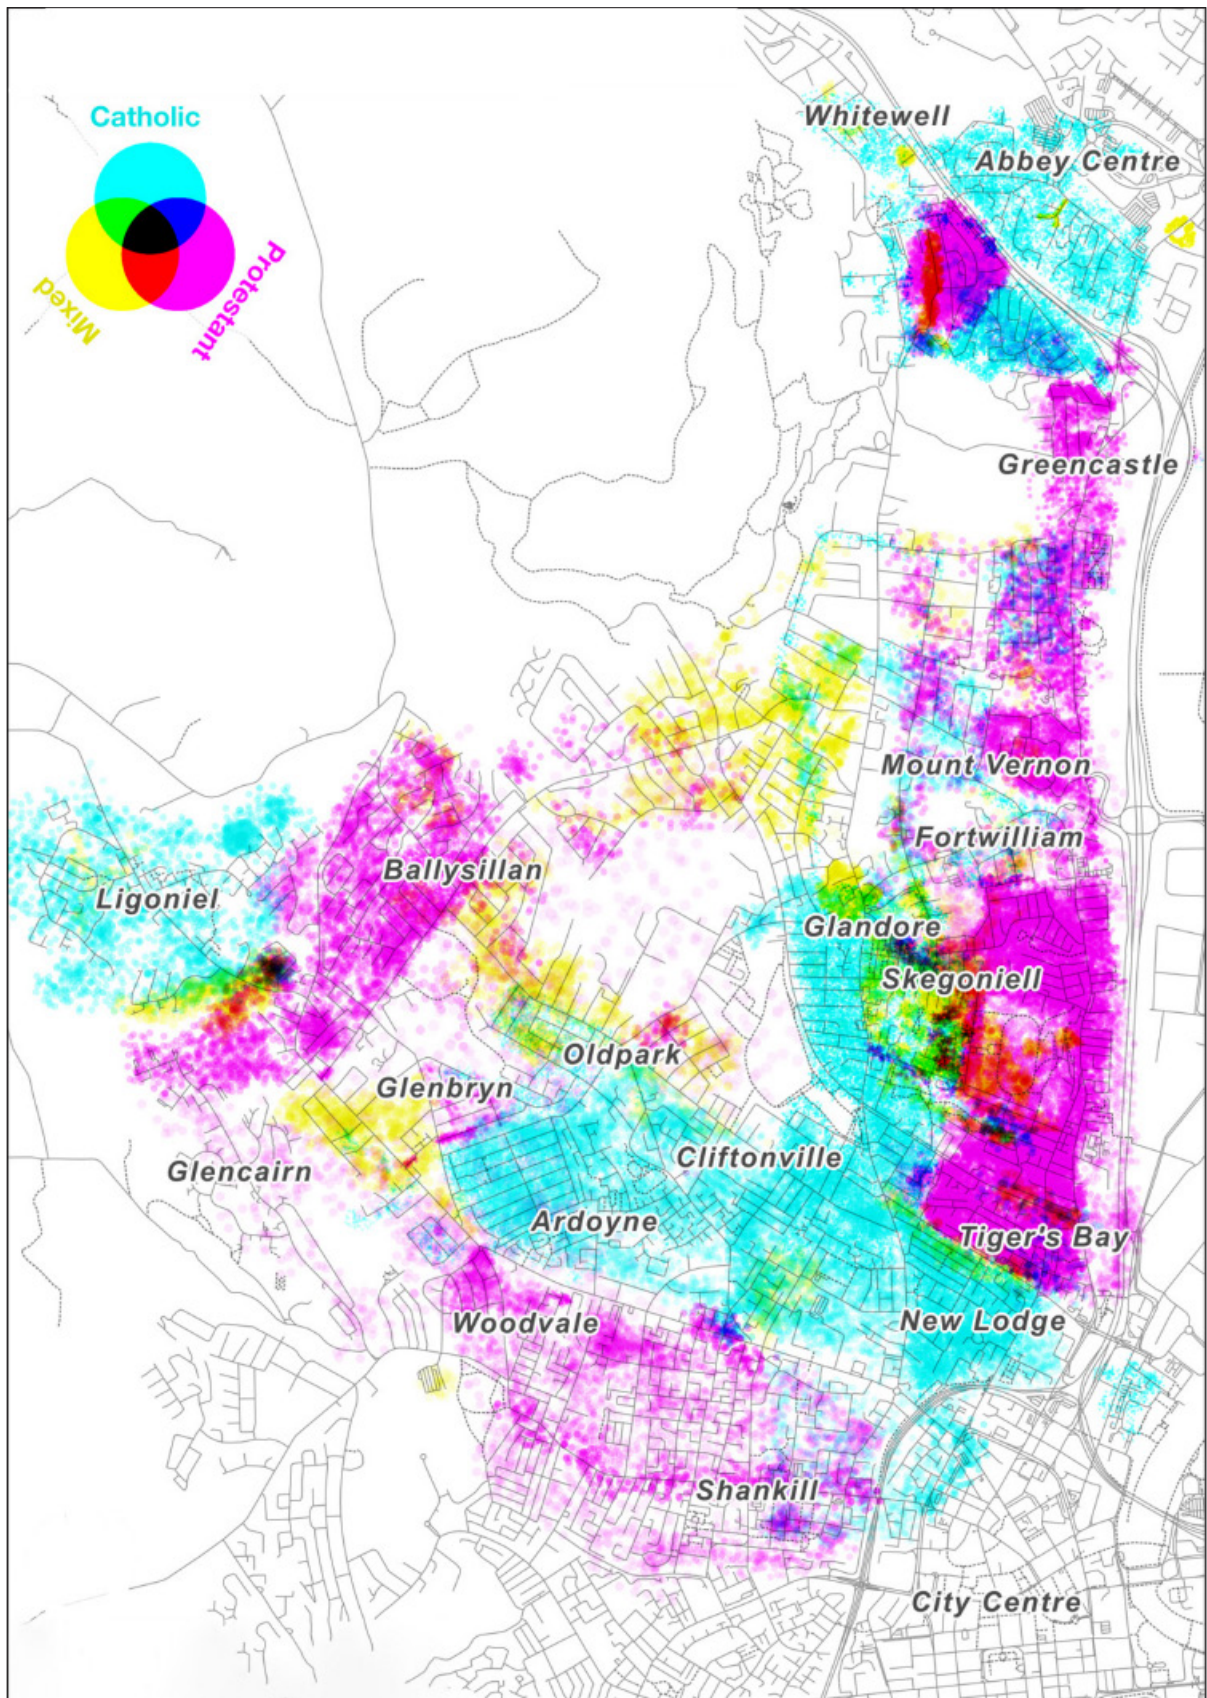 Catholic
Mixed
Protestant
Whitewell
Abbey Centre
Greencastle
Mount Vernon
Fortwilliam
Ballysillan
Ligoniel
Glandore
Skegoniell
Oldpark
Glenbryn
Cliftonville
Glencairn
Ardoyne
Tiger's Bay
Woodvale
New Lodge
Shankill
City Centre